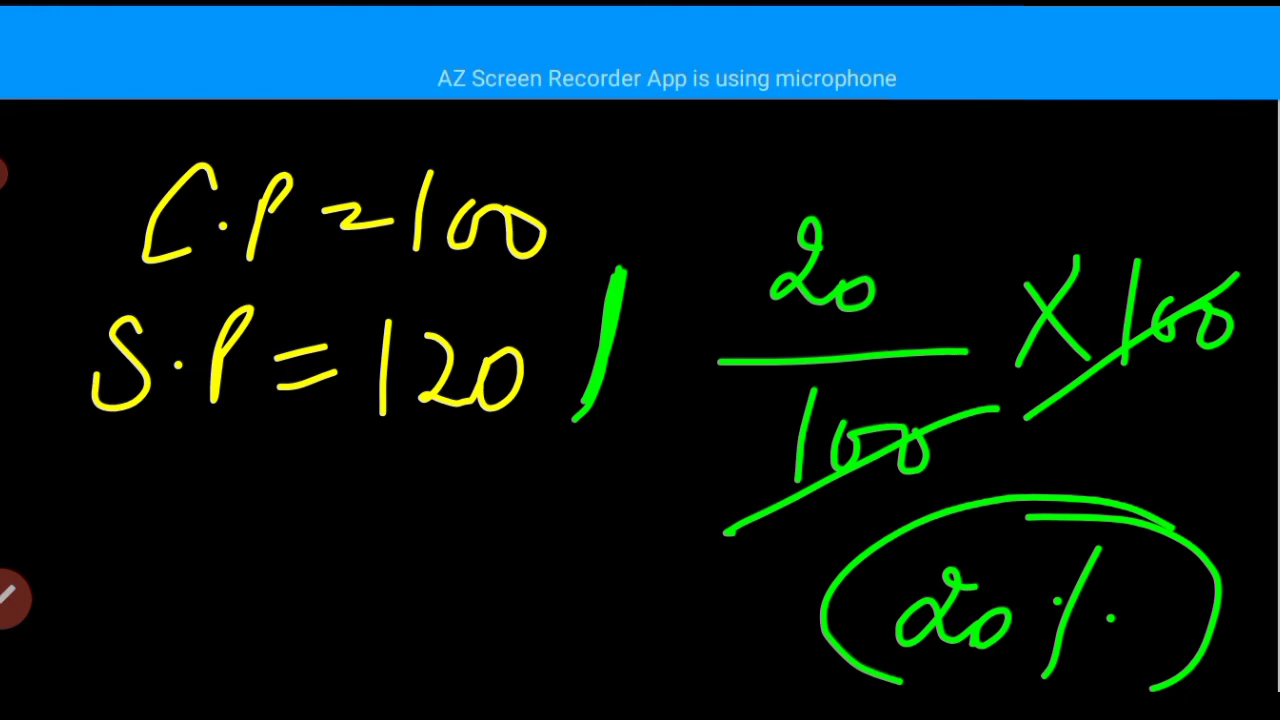 AZ Screen Recorder App is using microphone
C.P = 100
S.P = 120
20
× 100
100
20 %